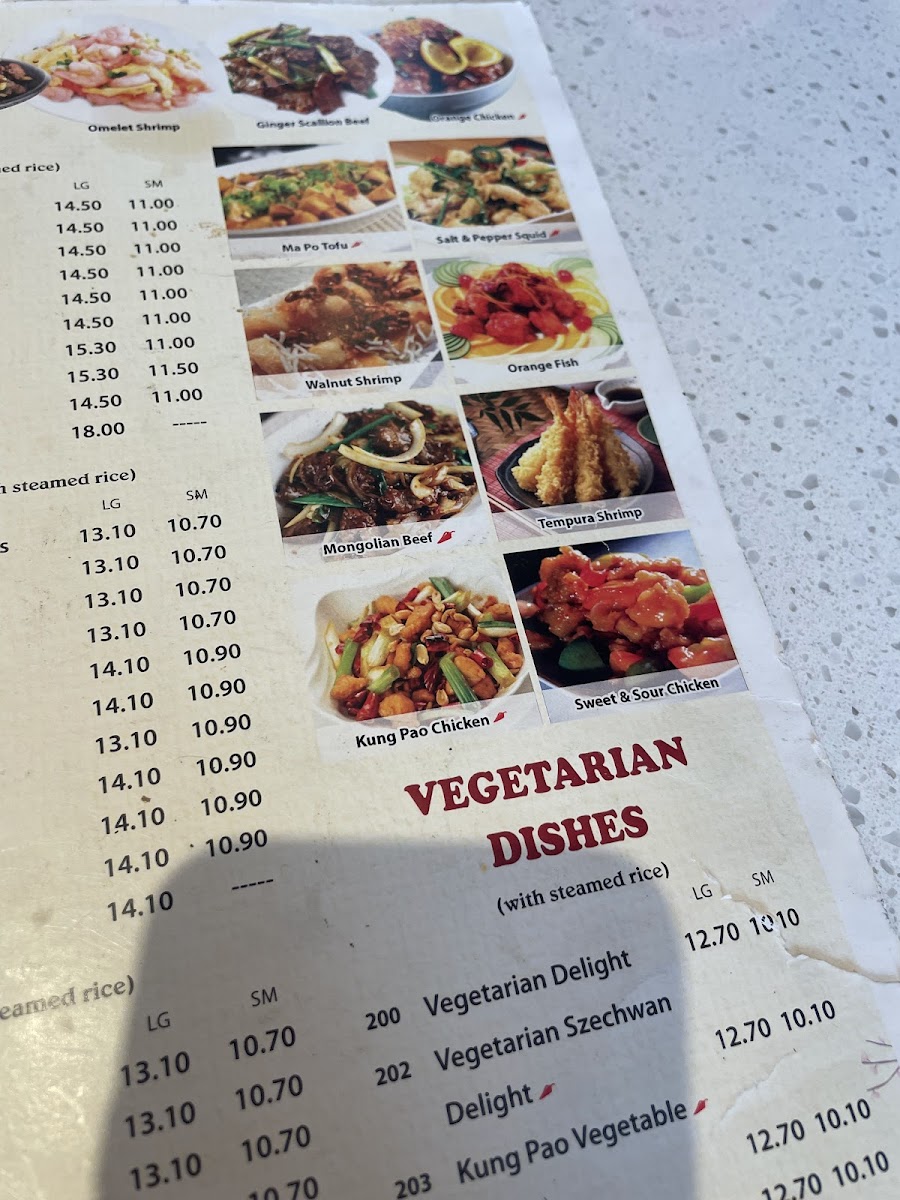 Omelet Shrimp
Ginger Scallion Beef
Orange Chicken
Ma Po Tofu
Salt & Pepper Squid
Walnut Shrimp
Orange Fish
Mongolian Beef
Tempura Shrimp
Kung Pao Chicken
Sweet & Sour Chicken
ed rice)
LG SM
14.50 11.00
14.50 11.00
14.50 11.00
14.50 11.00
14.50 11.00
14.50 11.00
15.30 11.00
15.30 11.50
14.50 11.00
18.00 -----
steamed rice)
LG SM
s 13.10 10.70
13.10 10.70
13.10 10.70
13.10 10.70
14.10 10.90
14.10 10.90
13.10 10.90
14.10 10.90
14.10 10.90
14.10 10.90
14.10 -----
eamed rice)
LG SM
13.10 10.70
13.10 10.70
13.10 10.70
10.70
VEGETARIAN
DISHES
(with steamed rice)
LG SM
200 Vegetarian Delight 12.70 10.10
202 Vegetarian Szechwan 12.70 10.10
Delight
203 Kung Pao Vegetable 12.70 10.10
12.70 10.10